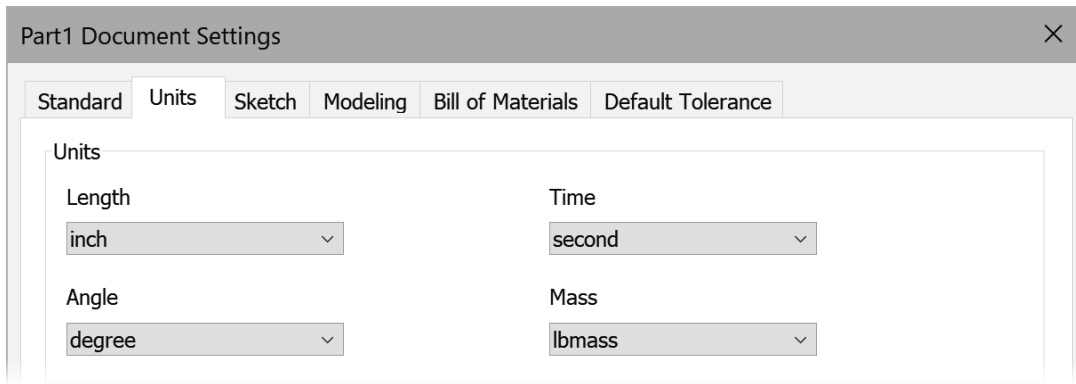 Part1 Document Settings
Standard Units Sketch Modeling Bill of Materials Default Tolerance
Units
Length Time
inch second
Angle Mass
degree lbmass